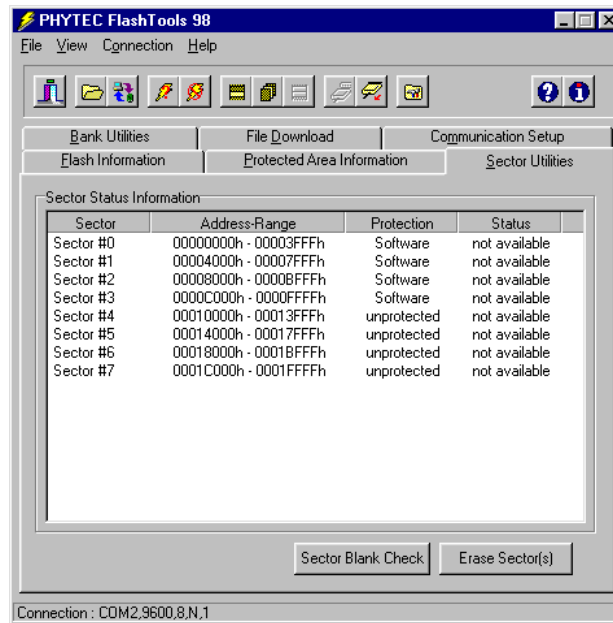 PHYTEC FlashTools 98
File View Connection Help
Bank Utilities File Download Communication Setup
Flash Information Protected Area Information Sector Utilities
Sector Status Information
Sector Address-Range Protection Status
Sector #0 00000000h - 00003FFFh Software not available
Sector #1 00004000h - 00007FFFh Software not available
Sector #2 00008000h - 0000BFFFh Software not available
Sector #3 0000C000h - 0000FFFFh Software not available
Sector #4 00010000h - 00013FFFh unprotected not available
Sector #5 00014000h - 00017FFFh unprotected not available
Sector #6 00018000h - 0001BFFFh unprotected not available
Sector #7 0001C000h - 0001FFFFh unprotected not available
Sector Blank Check Erase Sector(s)
Connection : COM2,9600,8,N,1